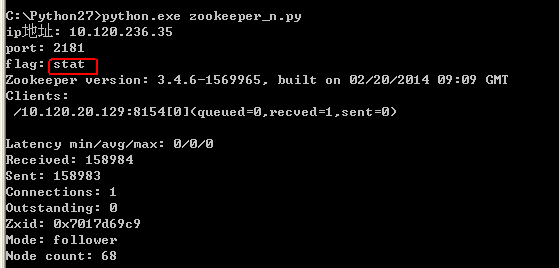 C:\Python27>python.exe zookeeper_n.py
ip地址: 10.120.236.35
port: 2181
flag: stat
Zookeeper version: 3.4.6-1569965, built on 02/20/2014 09:09 GMT
Clients:
 /10.120.20.129:8154[0](queued=0,recved=1,sent=0)

Latency min/avg/max: 0/0/0
Received: 158984
Sent: 158983
Connections: 1
Outstanding: 0
Zxid: 0x7017d69c9
Mode: follower
Node count: 68